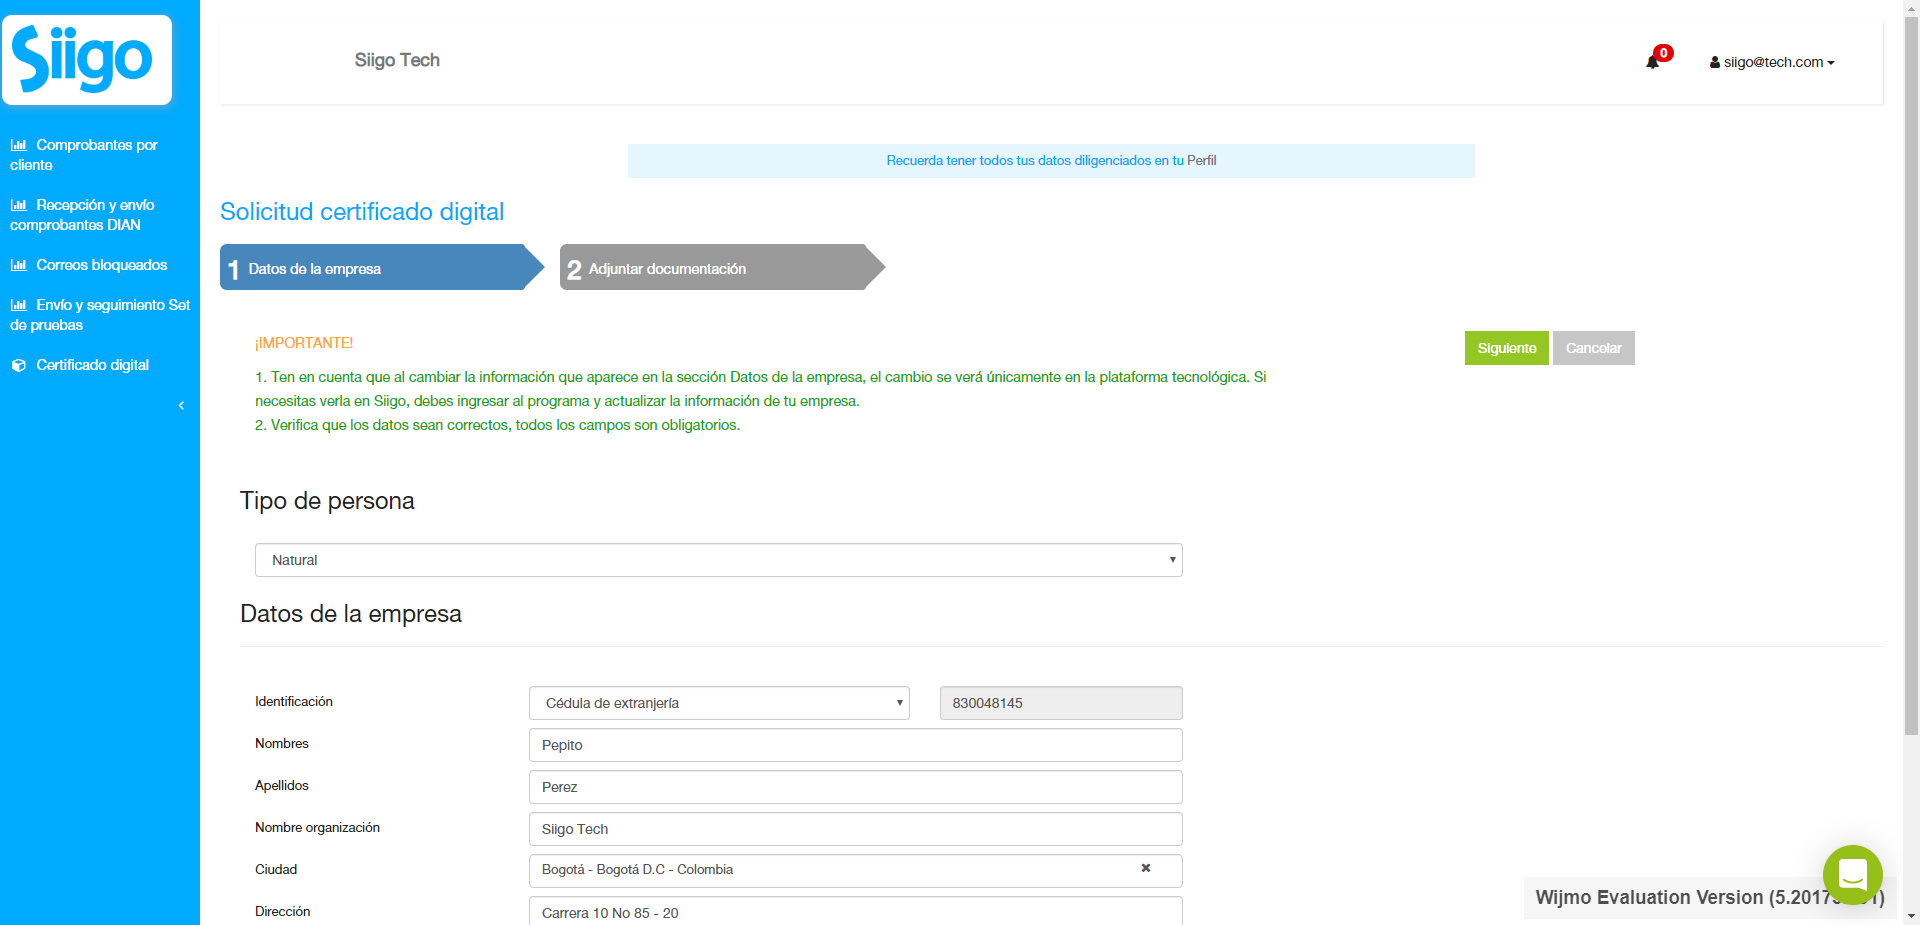 Siigo
Siigo Tech
0
siigo@tech.com
Comprobantes por
cliente
Recepción y envío
comprobantes DIAN
Correos bloqueados
Envío y seguimiento Set
de pruebas
Certificado digital
Recuerda tener todos tus datos diligenciados en tu Perfil
Solicitud certificado digital
1 Datos de la empresa
2 Adjuntar documentación
¡IMPORTANTE!
Siguiente
Cancelar
1. Ten en cuenta que al cambiar la información que aparece en la sección Datos de la empresa, el cambio se verá únicamente en la plataforma tecnológica. Si
necesitas verla en Siigo, debes ingresar al programa y actualizar la información de tu empresa.
2. Verifica que los datos sean correctos, todos los campos son obligatorios.
Tipo de persona
Natural
Datos de la empresa
Identificación
Cédula de extranjería
830048145
Nombres
Pepito
Apellidos
Perez
Nombre organización
Siigo Tech
Ciudad
Bogotá - Bogotá D.C - Colombia
Dirección
Carrera 10 No 85 - 20
Wijmo Evaluation Version